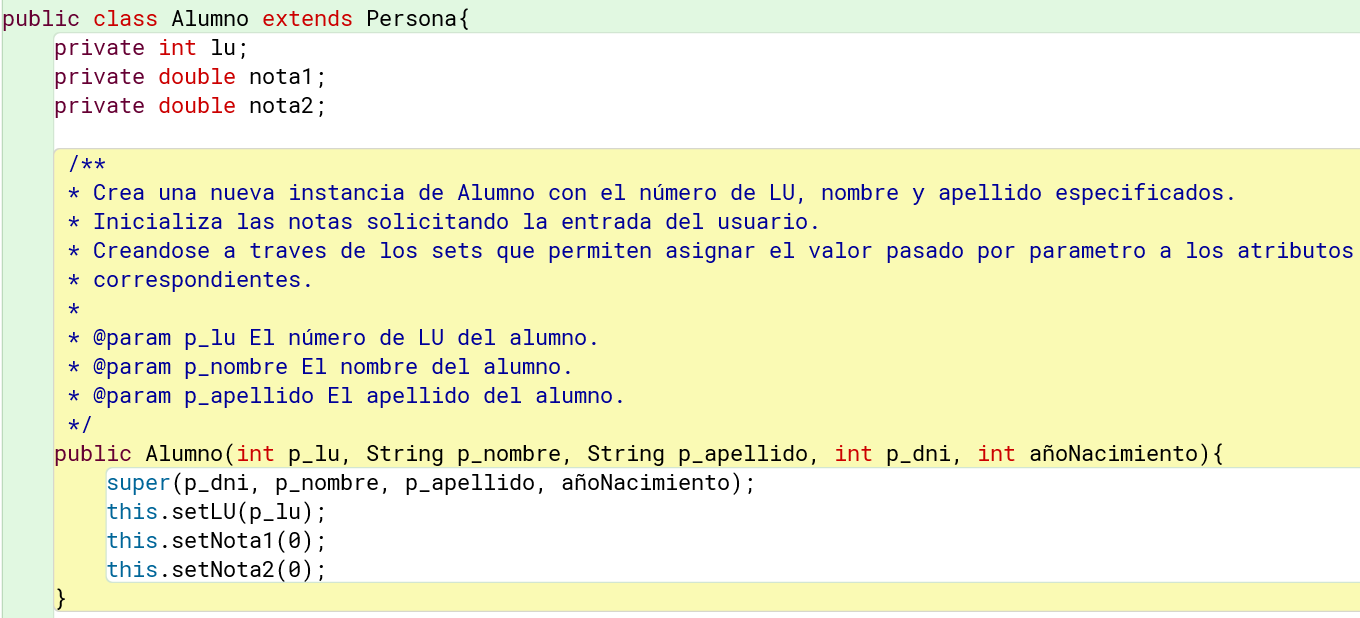 public class Alumno extends Persona{
private int lu;
private double nota1;
private double nota2;
/**
* Crea una nueva instancia de Alumno con el número de LU, nombre y apellido especificados.
* Inicializa las notas solicitando la entrada del usuario.
* Creandose a traves de los sets que permiten asignar el valor pasado por parametro a los atributos
* correspondientes.
*
* @param p_lu El número de LU del alumno.
* @param p_nombre El nombre del alumno.
* @param p_apellido El apellido del alumno.
*/
public Alumno(int p_lu, String p_nombre, String p_apellido, int p_dni, int añoNacimiento){
super(p_dni, p_nombre, p_apellido, añoNacimiento);
this.setLU(p_lu);
this.setNota1(0);
this.setNota2(0);
}